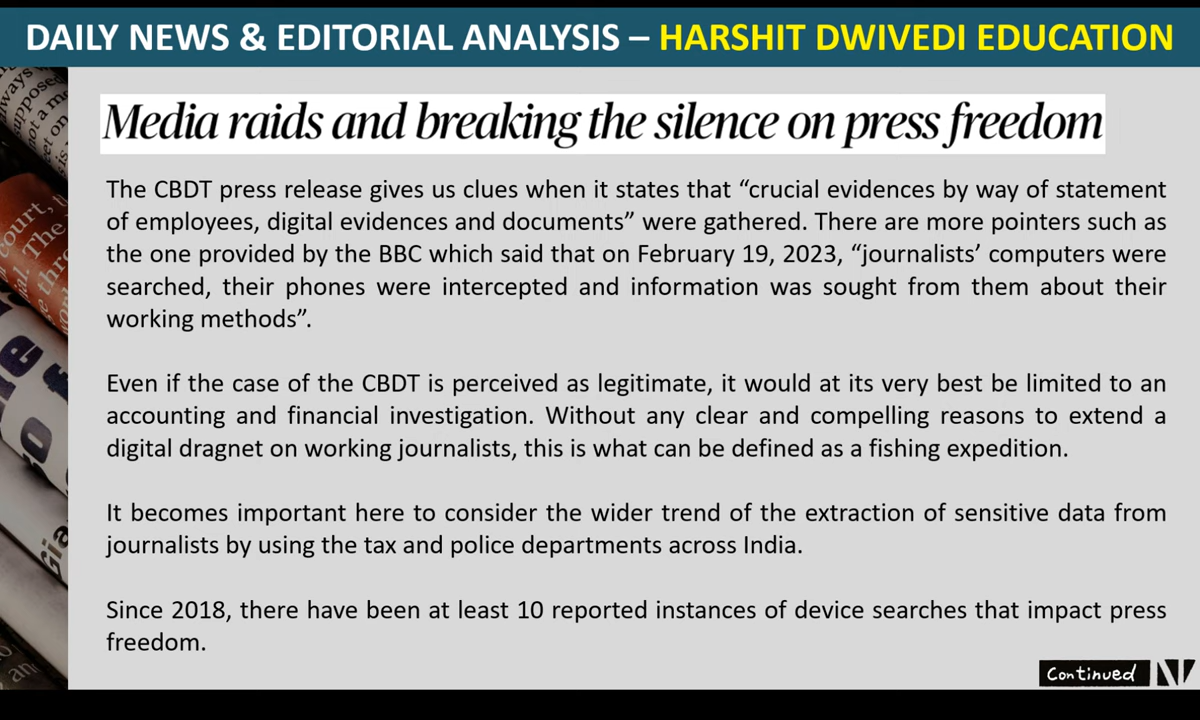 DAILY NEWS & EDITORIAL ANALYSIS – HARSHIT DWIVEDI EDUCATION
Media raids and breaking the silence on press freedom
The CBDT press release gives us clues when it states that “crucial evidences by way of statement
of employees, digital evidences and documents” were gathered. There are more pointers such as
the one provided by the BBC which said that on February 19, 2023, “journalists’ computers were
searched, their phones were intercepted and information was sought from them about their
working methods”.
Even if the case of the CBDT is perceived as legitimate, it would at its very best be limited to an
accounting and financial investigation. Without any clear and compelling reasons to extend a
digital dragnet on working journalists, this is what can be defined as a fishing expedition.
It becomes important here to consider the wider trend of the extraction of sensitive data from
journalists by using the tax and police departments across India.
Since 2018, there have been at least 10 reported instances of device searches that impact press
freedom.
Continued